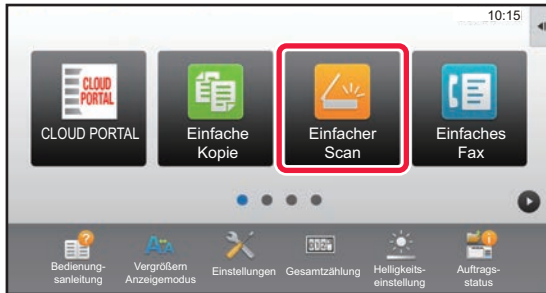 10:15
CLOUD
PORTAL
CLOUD PORTAL
Einfache
Kopie
Einfacher
Scan
Einfaches
Fax
Bedienung-
sanleitung
Vergrößern
Anzeigemodus
Einstellungen
Gesamtzählung
Helligkeits-
einstellung
Auftrags-
status